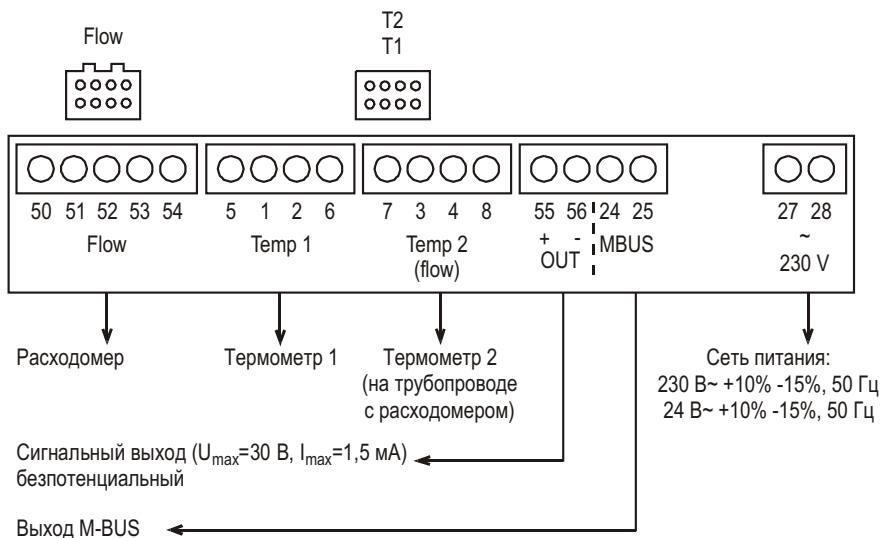 Flow
T2
T1
50 51 52 53 54
5 1 2 6
7 3 4 8
55 56 24 25
27 28
Flow
Temp 1
Temp 2
(flow)
+ -
OUT
MBUS
~
230 V
Расходомер
Термометр 1
Термометр 2
(на трубопроводе
с расходомером)
Сеть питания:
230 В~ +10% -15%, 50 Гц
24 В~ +10% -15%, 50 Гц
Сигнальный выход (Umax=30 В, Imax=1,5 мА)
безпотенциальный
Выход M-BUS